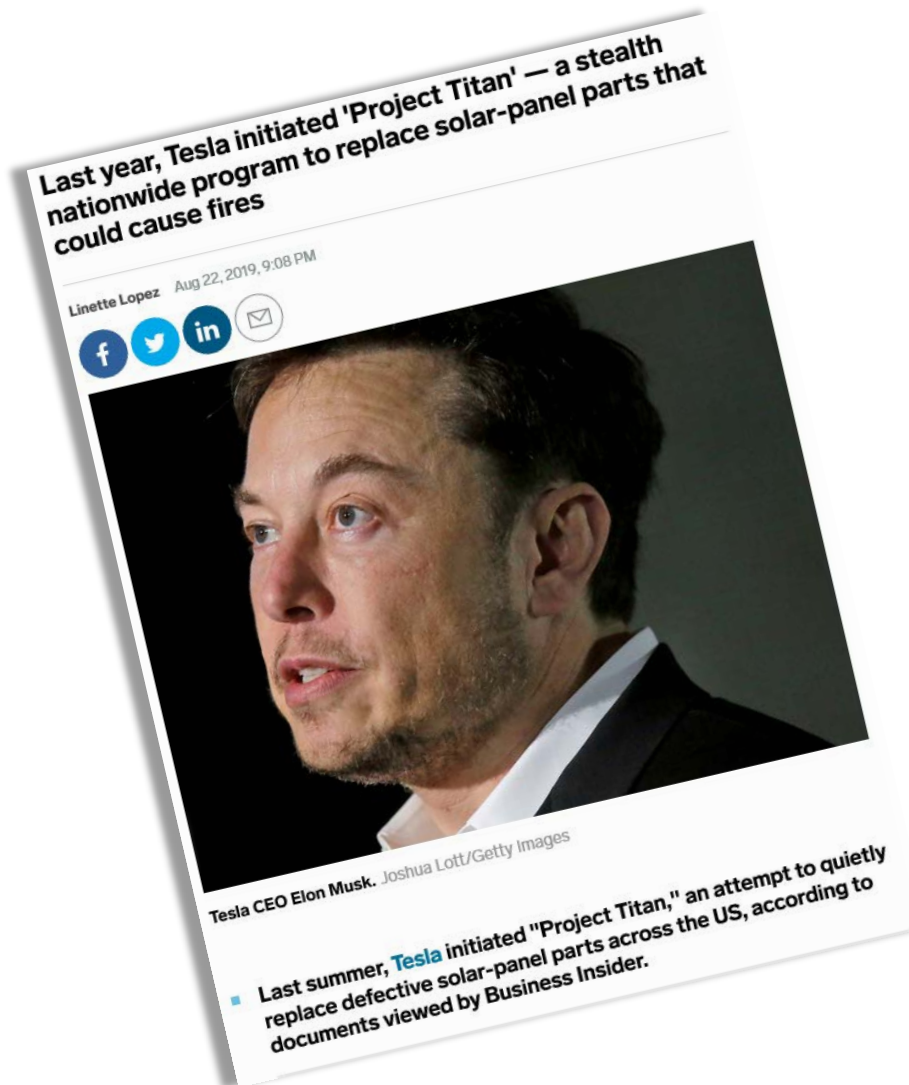 Last year, Tesla initiated 'Project Titan' — a stealth
nationwide program to replace solar-panel parts that
could cause fires
Linette Lopez Aug 22, 2019, 9:08 PM
f in
Tesla CEO Elon Musk. Joshua Lott/Getty Images
Last summer, Tesla initiated "Project Titan," an attempt to quietly
replace defective solar-panel parts across the US, according to
documents viewed by Business Insider.